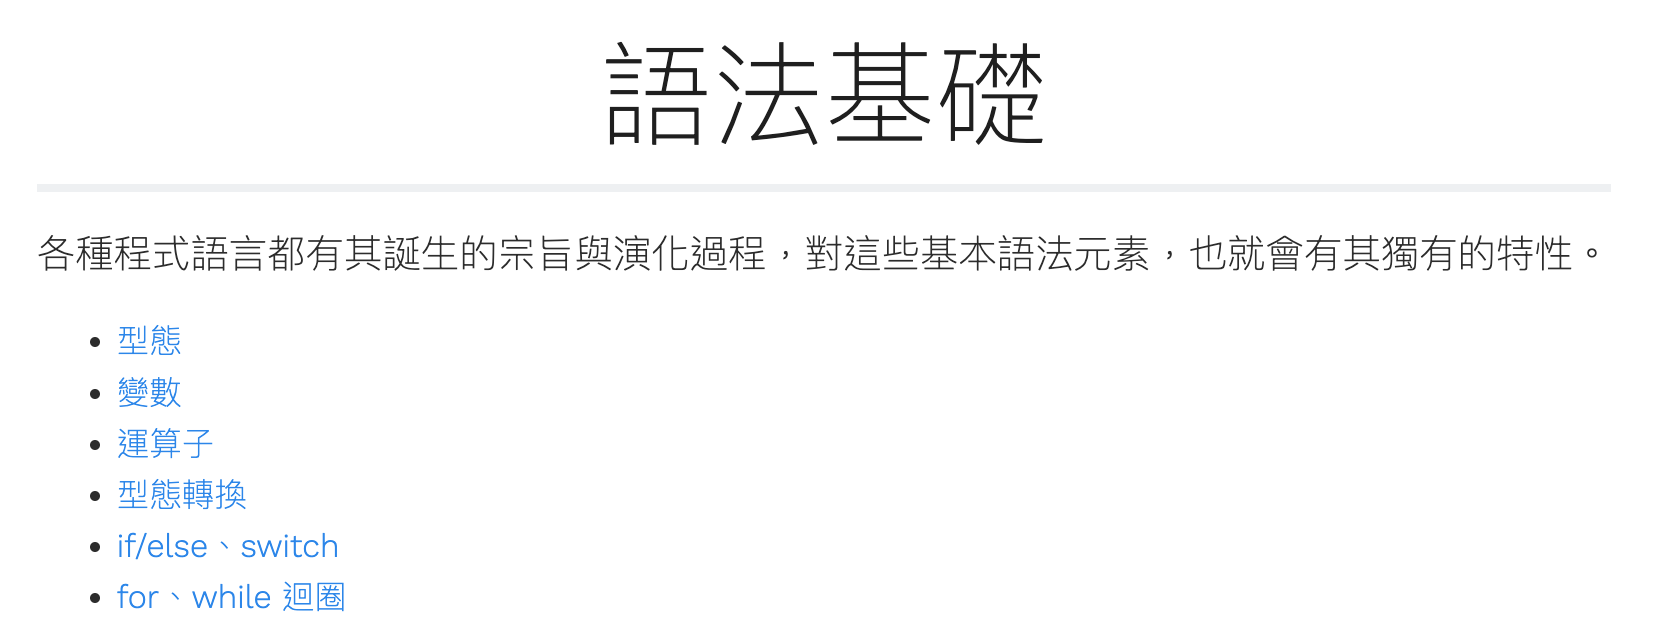 語法基礎
各種程式語言都有其誕生的宗旨與演化過程，對這些基本語法元素，也就會有其獨有的特性。
型態
變數
運算子
型態轉換
if/else、switch
for、while 迴圈